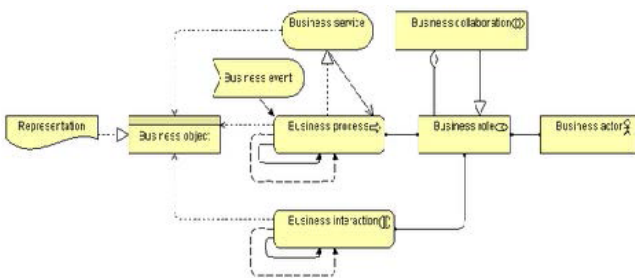 Business service
Business collaboration
Business event
Representation
Business object
Business process
Business role
Business actor
Business interaction